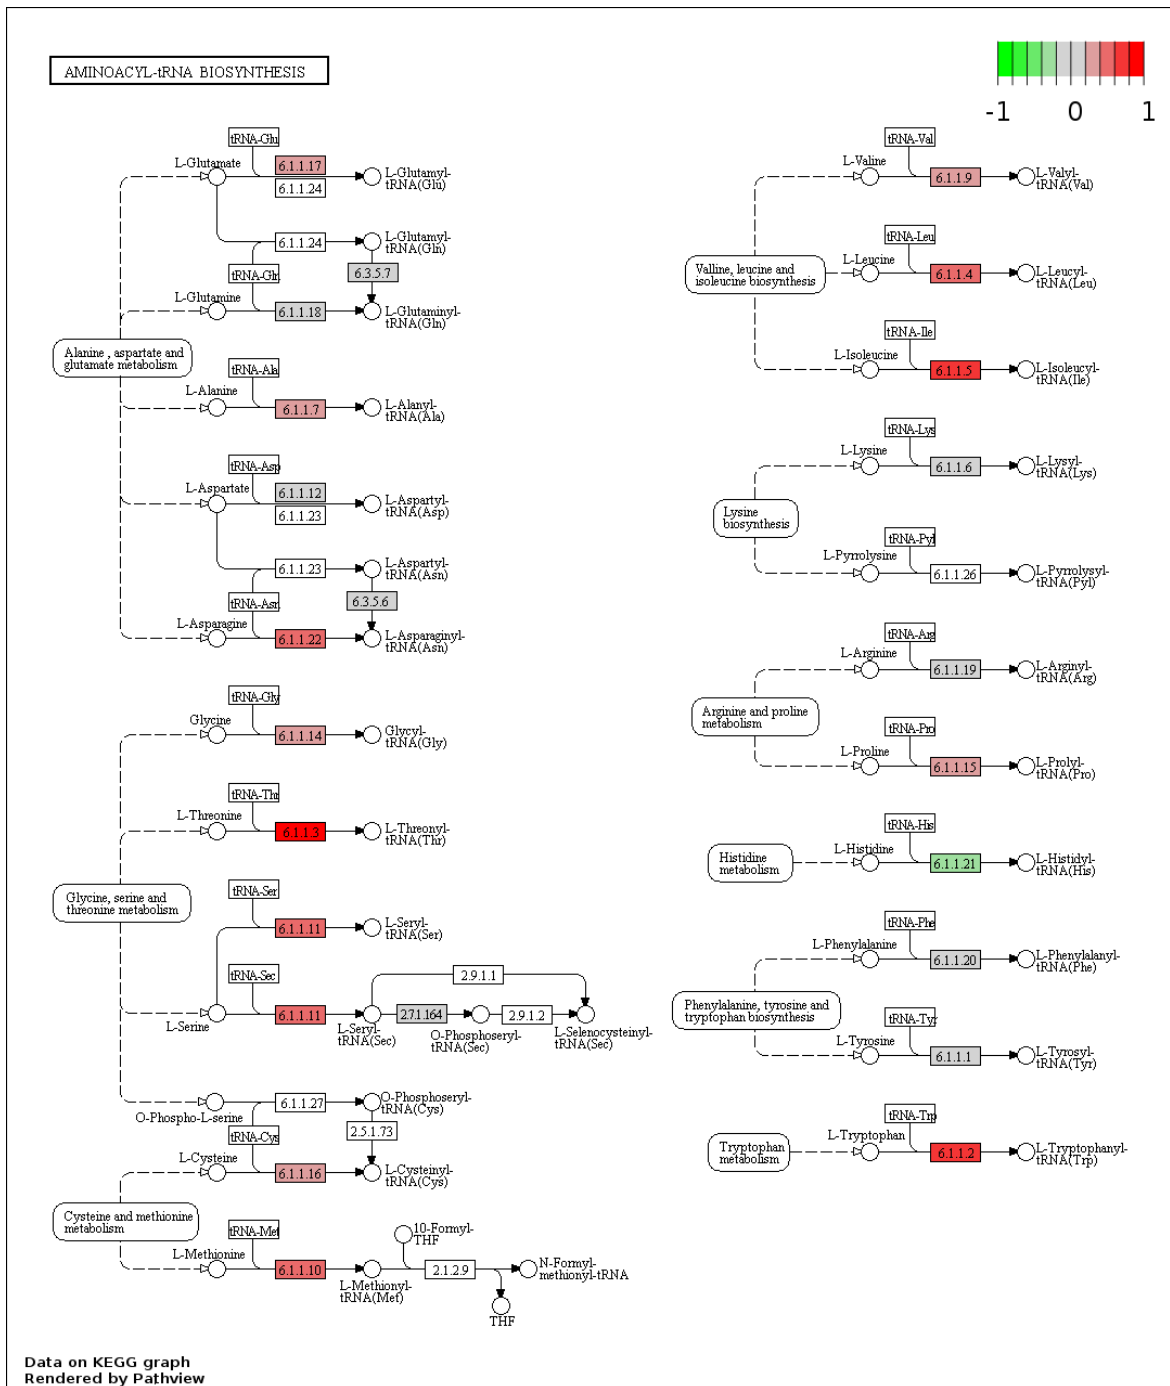 AMINOACYL-tRNA BIOSYNTHESIS
-1 0 1
tRNA-Glu
L-Glutamate
6.1.1.17
6.1.1.24
L-Glutamyl-
tRNA(Glu)
6.1.1.24
L-Glutamyl-
tRNA(Gln)
tRNA-Gln
6.3.5.7
L-Glutamine
6.1.1.18
L-Glutaminyl-
tRNA(Gln)
Alanine , aspartate and
glutamate metabolism
tRNA-Ala
L-Alanine
6.1.1.7
L-Alanyl-
tRNA(Ala)
tRNA-Asp
L-Aspartate
6.1.1.12
6.1.1.23
L-Aspartyl-
tRNA(Asp)
6.1.1.23
L-Aspartyl-
tRNA(Asn)
tRNA-Asn
6.3.5.6
L-Asparagine
6.1.1.22
L-Asparaginyl-
tRNA(Asn)
tRNA-Gly
Glycine
6.1.1.14
Glycyl-
tRNA(Gly)
tRNA-Thr
L-Threonine
6.1.1.3
L-Threonyl-
tRNA(Thr)
Glycine, serine and
threonine metabolism
tRNA-Ser
6.1.1.11
L-Seryl-
tRNA(Ser)
tRNA-Sec
L-Serine
6.1.1.11
L-Seryl-
tRNA(Sec)
2.9.1.1
2.7.1.164
O-Phosphoseryl-
tRNA(Sec)
2.9.1.2
L-Selenocysteinyl-
tRNA(Sec)
O-Phospho-L-serine
6.1.1.27
O-Phosphoseryl-
tRNA(Cys)
tRNA-Cys
2.5.1.73
L-Cysteine
6.1.1.16
L-Cysteinyl-
tRNA(Cys)
Cysteine and methionine
metabolism
tRNA-Met
L-Methionine
6.1.1.10
L-Methionyl-
tRNA(Met)
10-Formyl-
THF
2.1.2.9
N-Formyl-
methionyl-tRNA
THF
tRNA-Val
L-Valine
6.1.1.9
L-Valyl-
tRNA(Val)
tRNA-Leu
Valline, leucine and
isoleucine biosynthesis
L-Leucine
6.1.1.4
L-Leucyl-
tRNA(Leu)
tRNA-Ile
L-Isoleucine
6.1.1.5
L-Isoleucyl-
tRNA(Ile)
tRNA-Lys
L-Lysine
6.1.1.6
L-Lysyl-
tRNA(Lys)
Lysine
biosynthesis
tRNA-Pyl
L-Pyrrolysine
6.1.1.26
L-Pyrrolysyl-
tRNA(Pyl)
tRNA-Arg
L-Arginine
6.1.1.19
L-Arginyl-
tRNA(Arg)
Arginine and proline
metabolism
tRNA-Pro
L-Proline
6.1.1.15
L-Prolyl-
tRNA(Pro)
tRNA-His
Histidine
metabolism
L-Histidine
6.1.1.21
L-Histidyl-
tRNA(His)
tRNA-Phe
L-Phenylalanine
6.1.1.20
L-Phenylalanyl-
tRNA(Phe)
Phenylalanine, tyrosine and
tryptophan biosynthesis
tRNA-Tyr
L-Tyrosine
6.1.1.1
L-Tyrosyl-
tRNA(Tyr)
tRNA-Trp
Tryptophan
metabolism
L-Tryptophan
6.1.1.2
L-Tryptophanyl-
tRNA(Trp)
Data on KEGG graph
Rendered by Pathview